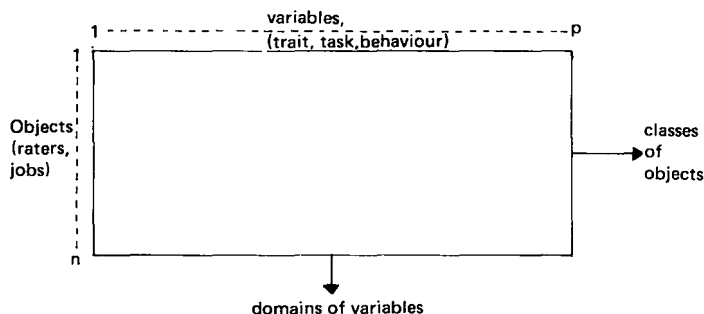 variables,
1 p
(trait, task,behaviour)
1
Objects
(raters,
jobs)
classes
of
objects
n
domains of variables